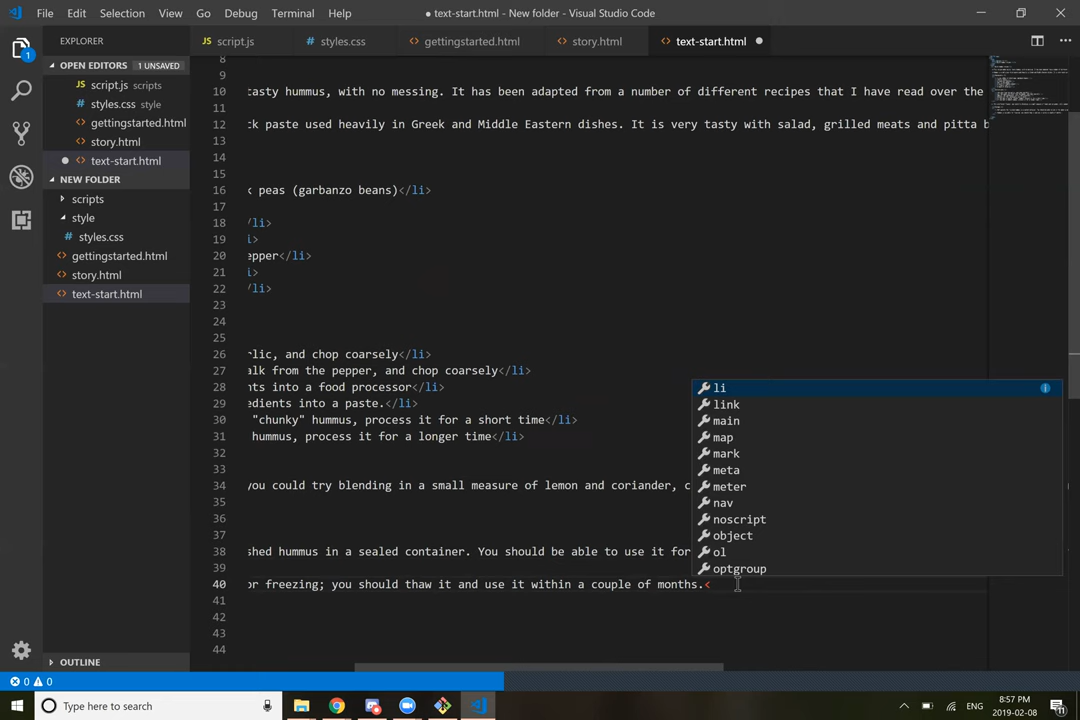 File Edit Selection View Go Debug Terminal Help
● text-start.html - New folder - Visual Studio Code
EXPLORER
JS script.js
styles.css
<> gettingstarted.html
<> story.html
<> text-start.html
OPEN EDITORS 1 UNSAVED
JS script.js scripts
styles.css style
<> gettingstarted.html
<> story.html
<> text-start.html
NEW FOLDER
scripts
style
styles.css
<> gettingstarted.html
<> story.html
<> text-start.html
OUTLINE
1
8
9
10 tasty hummus, with no messing. It has been adapted from a number of different recipes that I have read over the
11
12 ck paste used heavily in Greek and Middle Eastern dishes. It is very tasty with salad, grilled meats and pitta b
13
14
15
16 k peas (garbanzo beans)</li>
17
18 /li>
19 i>
20 epper</li>
21 i>
22 /li>
23
24
25
26 rlic, and chop coarsely</li>
27 alk from the pepper, and chop coarsely</li>
28 nts into a food processor</li>
29 edients into a paste.</li>
30 "chunky" hummus, process it for a short time</li>
31 hummus, process it for a longer time</li>
32
33
34 you could try blending in a small measure of lemon and coriander, c
35
36
37
38 shed hummus in a sealed container. You should be able to use it for
39
40 or freezing; you should thaw it and use it within a couple of months.<
41
42
43
44
li
link
main
map
mark
meta
meter
nav
noscript
object
ol
optgroup
0 0
Type here to search
ENG
8:57 PM
2019-02-08
11